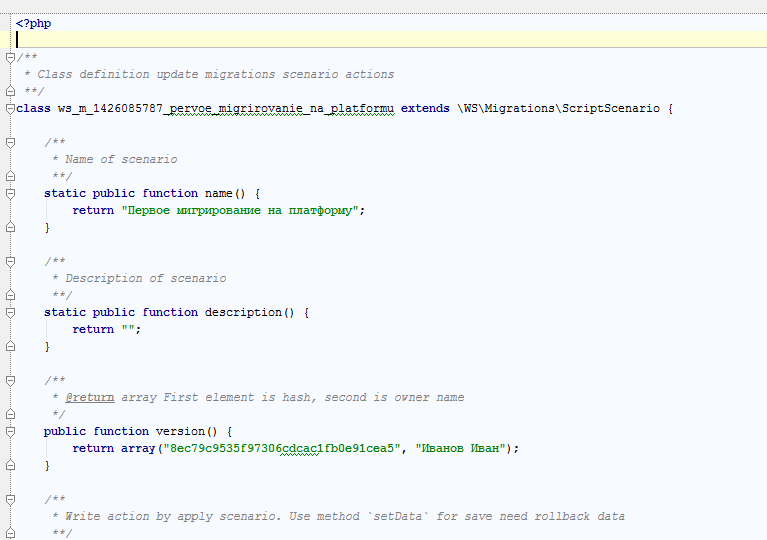 <?php
/**
 * Class definition update migrations scenario actions
 **/
class ws_m_1426085787_pervoe_migrirovanie_na_platformu extends \WS\Migrations\ScriptScenario {
    /**
     * Name of scenario
     **/
    static public function name() {
        return "Первое мигрирование на платформу";
    }
    /**
     * Description of scenario
     **/
    static public function description() {
        return "";
    }
    /**
     * @return array First element is hash, second is owner name
     */
    public function version() {
        return array("8ec79c9535f97306cdcac1fb0e91cea5", "Иванов Иван");
    }
    /**
     * Write action by apply scenario. Use method `setData` for save need rollback data
     **/